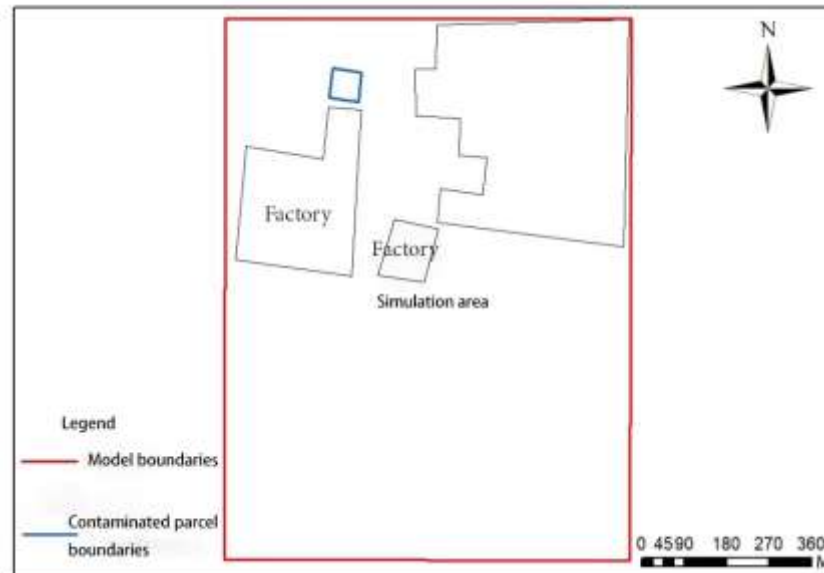 N
Factory
Factory
Simulation area
Legend
Model boundaries
Contaminated parcel
boundaries
0 4590 180 270 360
M